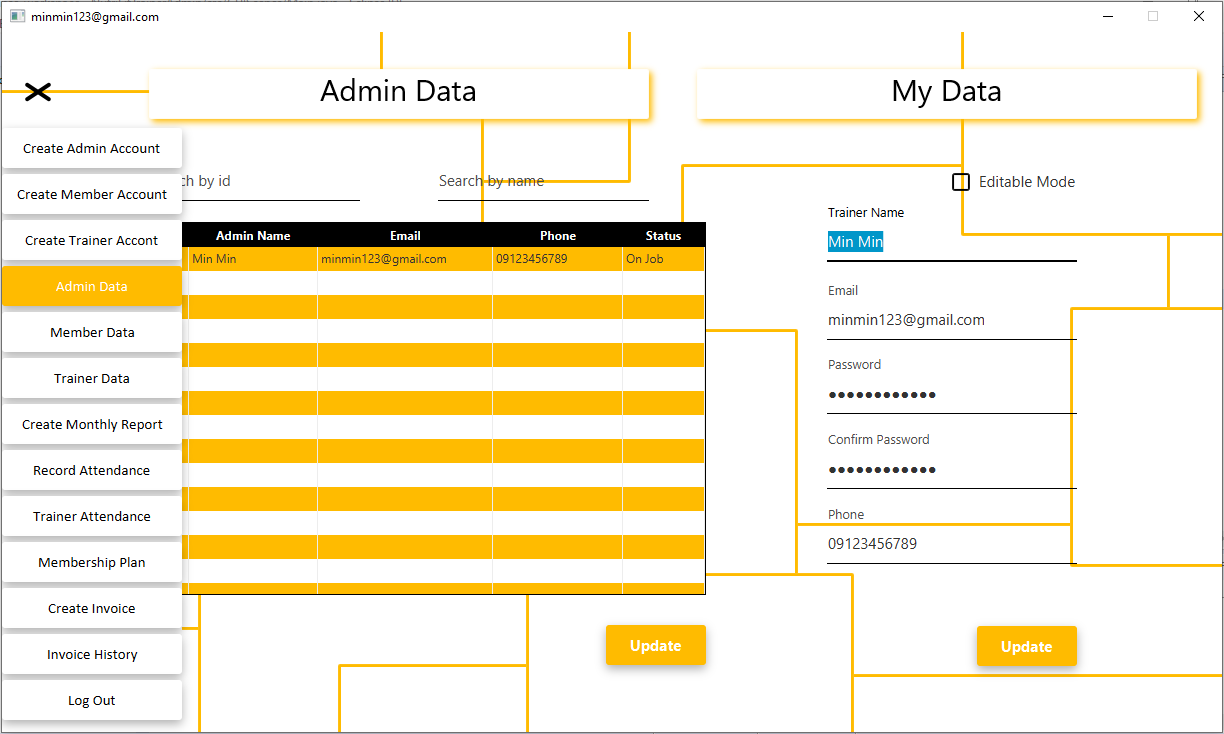 minmin123@gmail.com
Admin Data
My Data
Create Admin Account
Create Member Account
Create Trainer Accont
Admin Data
Member Data
Trainer Data
Create Monthly Report
Record Attendance
Trainer Attendance
Membership Plan
Create Invoice
Invoice History
Log Out
ch by id
Search by name
Admin Name Email Phone Status
Min Min minmin123@gmail.com 09123456789 On Job
Update
Editable Mode
Trainer Name
Min Min
Email
minmin123@gmail.com
Password
●●●●●●●●●●●●
Confirm Password
●●●●●●●●●●●●
Phone
09123456789
Update